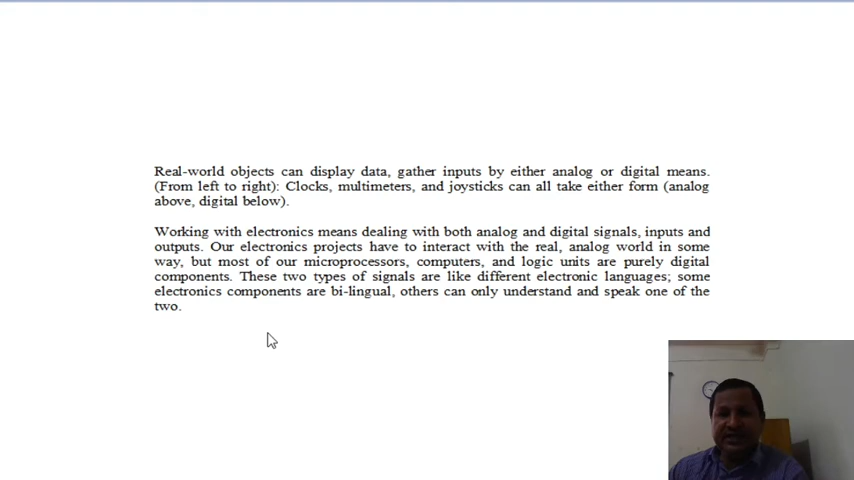 Real-world objects can display data, gather inputs by either analog or digital means.
(From left to right): Clocks, multimeters, and joysticks can all take either form (analog
above, digital below).
Working with electronics means dealing with both analog and digital signals, inputs and
outputs. Our electronics projects have to interact with the real, analog world in some
way, but most of our microprocessors, computers, and logic units are purely digital
components. These two types of signals are like different electronic languages; some
electronics components are bi-lingual, others can only understand and speak one of the
two.